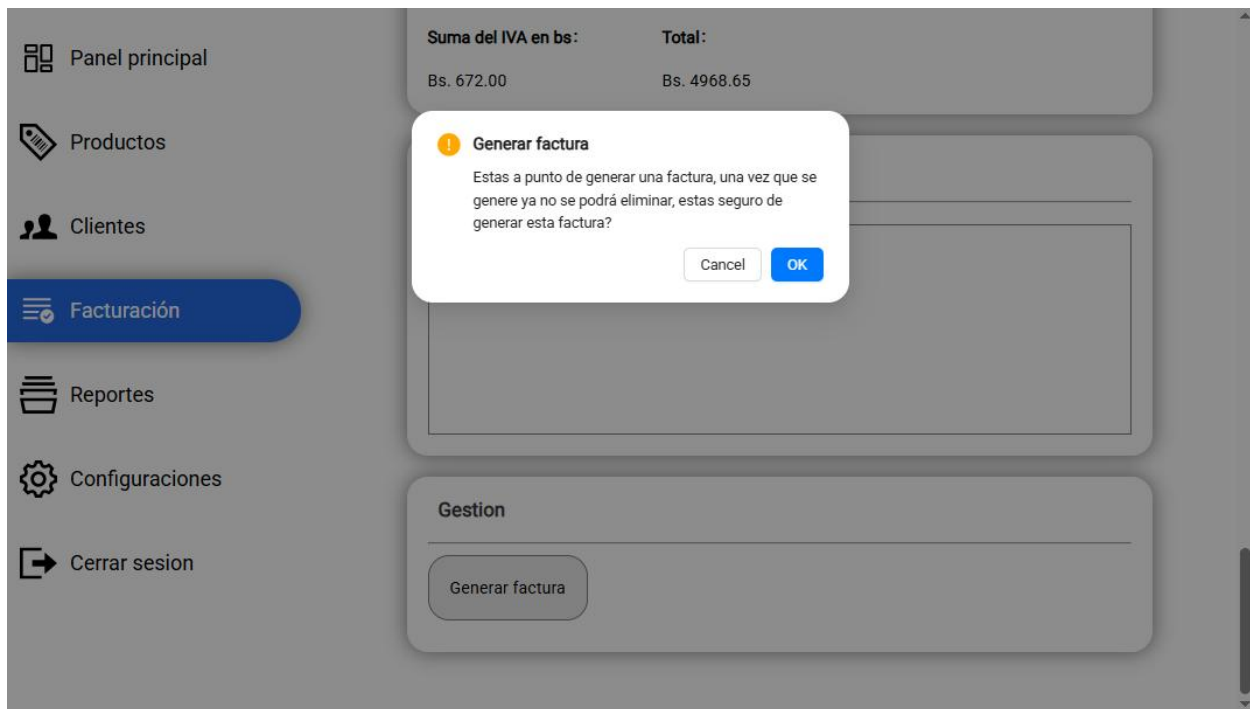 Panel principal
Productos
Clientes
Facturación
Reportes
Configuraciones
Cerrar sesion
Suma del IVA en bs:
Total:
Bs. 672.00
Bs. 4968.65
Generar factura
Estas a punto de generar una factura, una vez que se
genere ya no se podrá eliminar, estas seguro de
generar esta factura?
Cancel
OK
Gestion
Generar factura